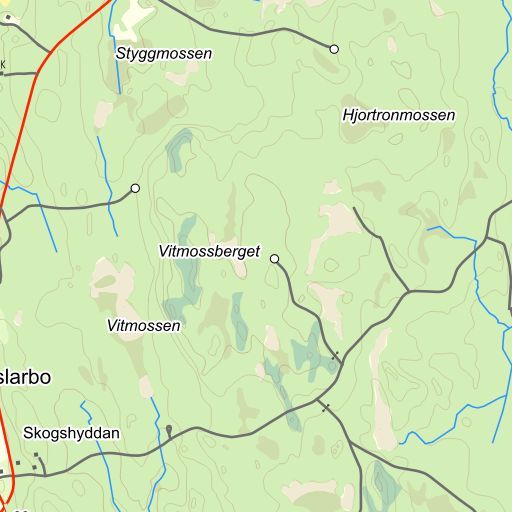 Styggmossen
K
Hjortronmossen
Vitmossberget
Vitmossen
slarbo
Skogshyddan